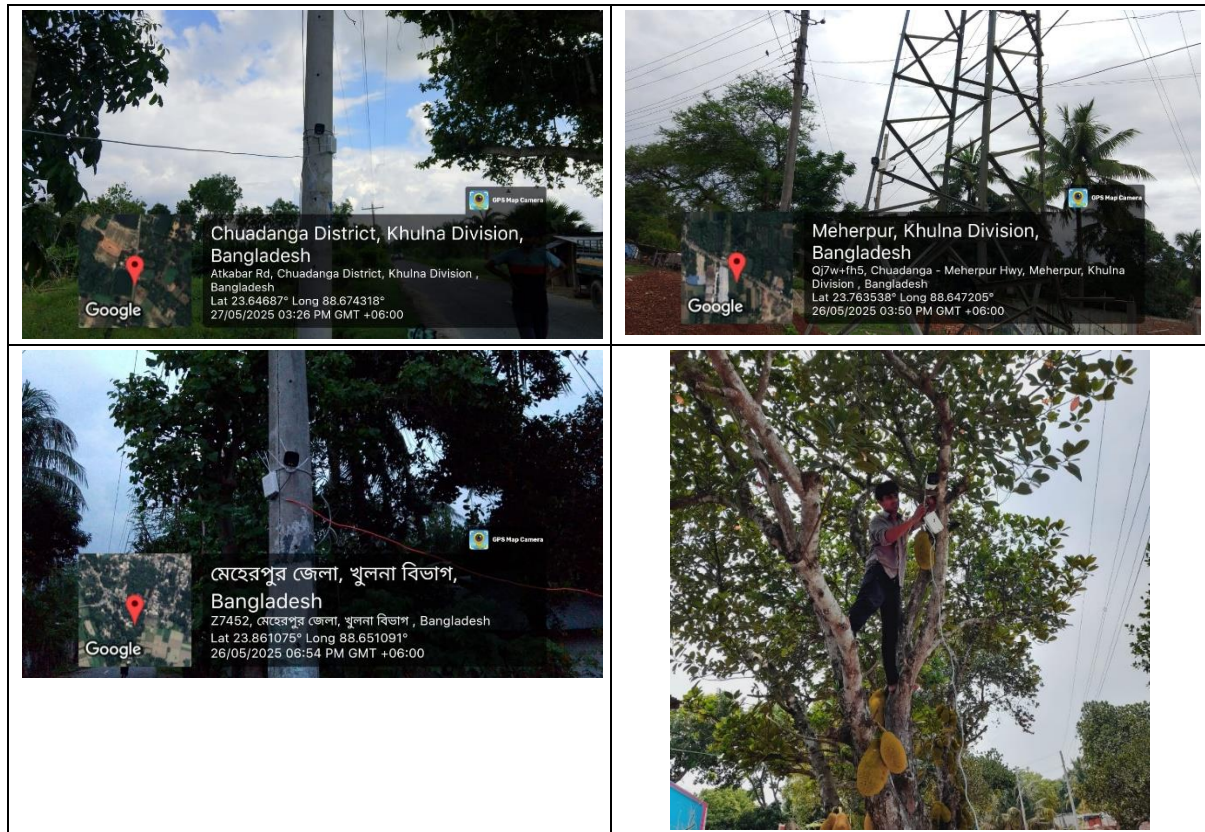 GPS Map Camera
Chuadanga District, Khulna Division,
Bangladesh
Atkabar Rd, Chuadanga District, Khulna Division ,
Bangladesh
Lat 23.64687° Long 88.674318°
27/05/2025 03:26 PM GMT +06:00
Google
GPS Map Camera
Meherpur, Khulna Division,
Bangladesh
Qj7w+fh5, Chuadanga - Meherpur Hwy, Meherpur, Khulna
Division , Bangladesh
Lat 23.763538° Long 88.647205°
26/05/2025 03:50 PM GMT +06:00
Google
GPS Map Camera
মেহেরপুর জেলা, খুলনা বিভাগ,
Bangladesh
Z7452, মেহেরপুর জেলা, খুলনা বিভাগ , Bangladesh
Lat 23.861075° Long 88.651091°
26/05/2025 06:54 PM GMT +06:00
Google